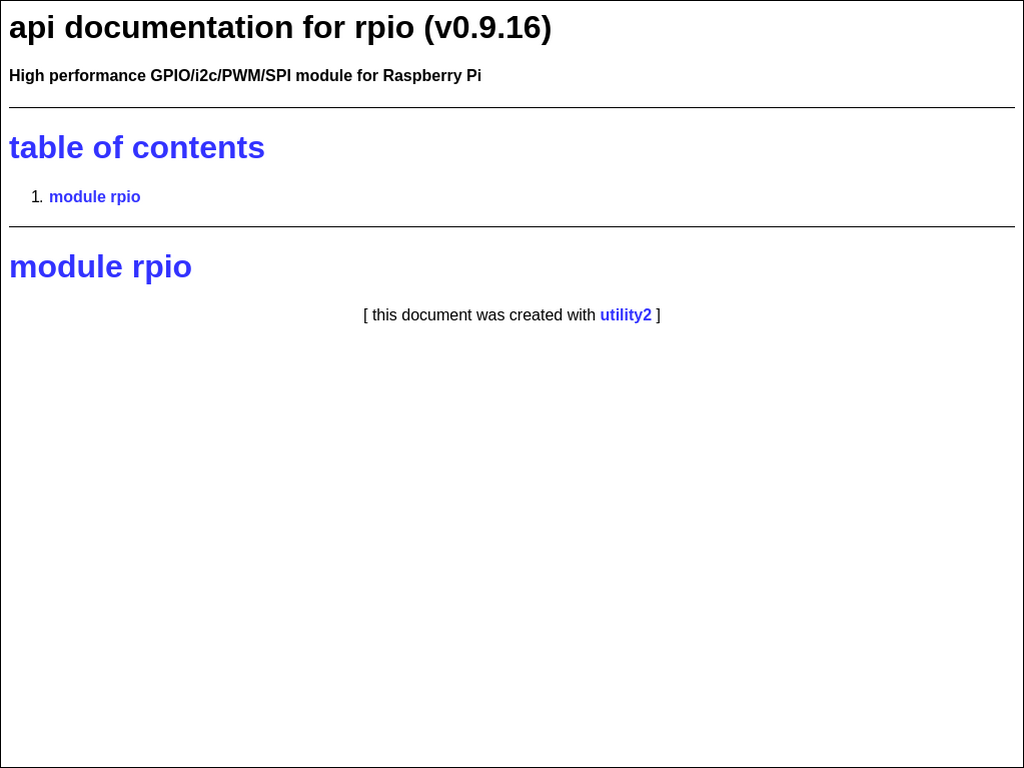 api documentation for rpio (v0.9.16)
High performance GPIO/i2c/PWM/SPI module for Raspberry Pi
table of contents
1. module rpio
module rpio
[ this document was created with utility2 ]